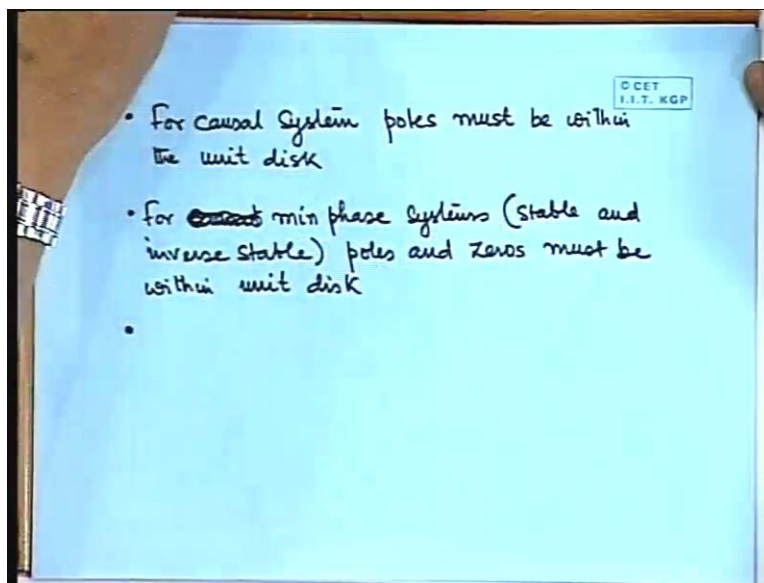 © CET
I.I.T. KGP
• For causal system poles must be within
the unit disk
• For min phase systems (stable and
inverse stable) poles and zeros must be
within unit disk
•